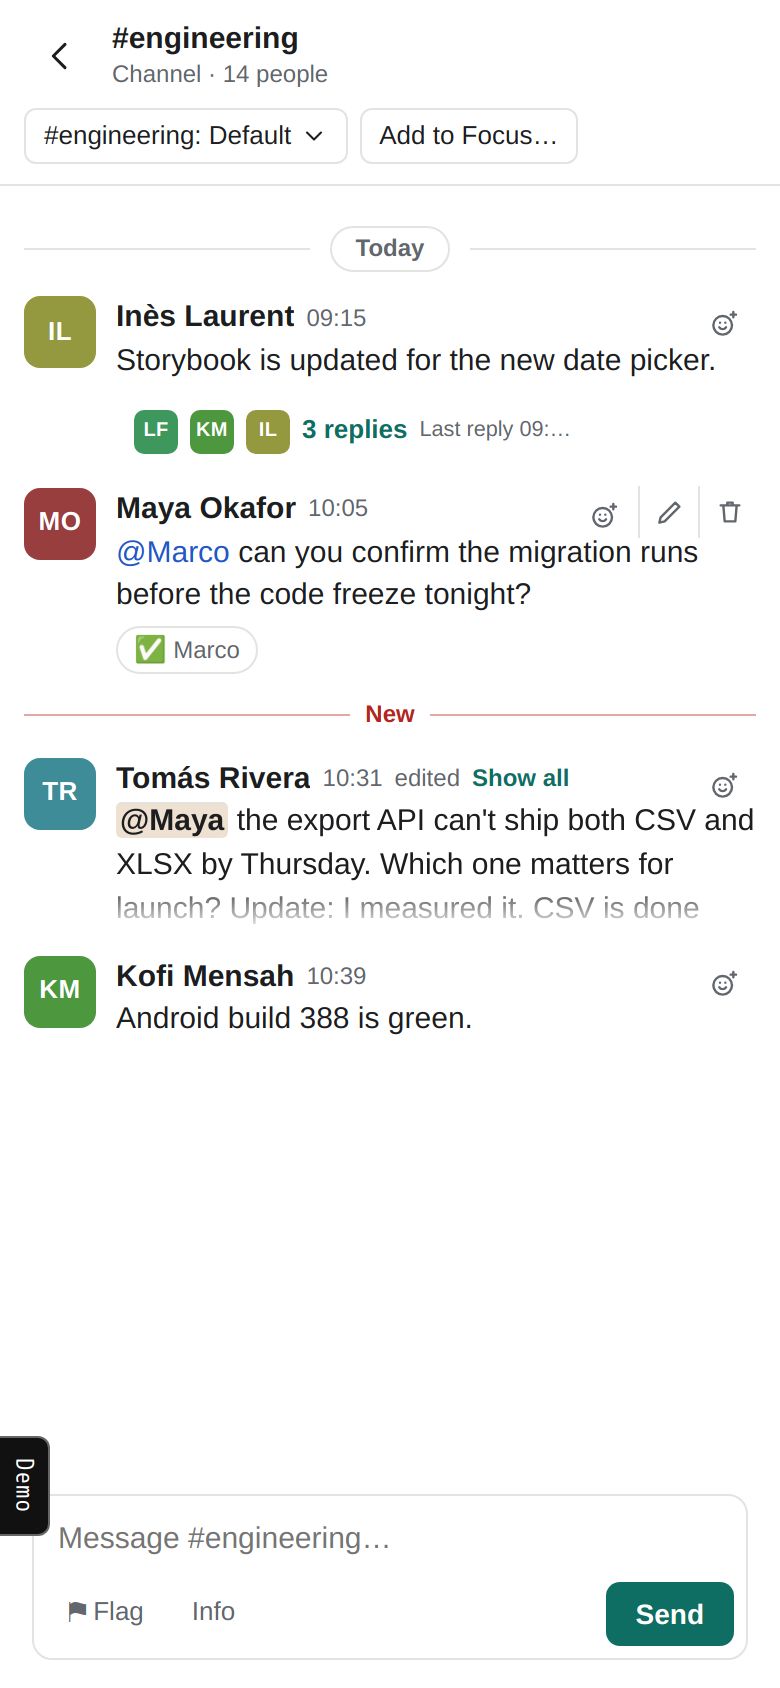 #engineering
Channel · 14 people
#engineering: Default
Add to Focus…
Today
IL
Inès Laurent 09:15
Storybook is updated for the new date picker.
LF KM IL 3 replies Last reply 09:…
MO
Maya Okafor 10:05
@Marco can you confirm the migration runs
before the code freeze tonight?
✅ Marco
New
TR
Tomás Rivera 10:31 edited Show all
@Maya the export API can't ship both CSV and
XLSX by Thursday. Which one matters for
launch? Update: I measured it. CSV is done
KM
Kofi Mensah 10:39
Android build 388 is green.
Demo
Message #engineering…
Flag
Info
Send